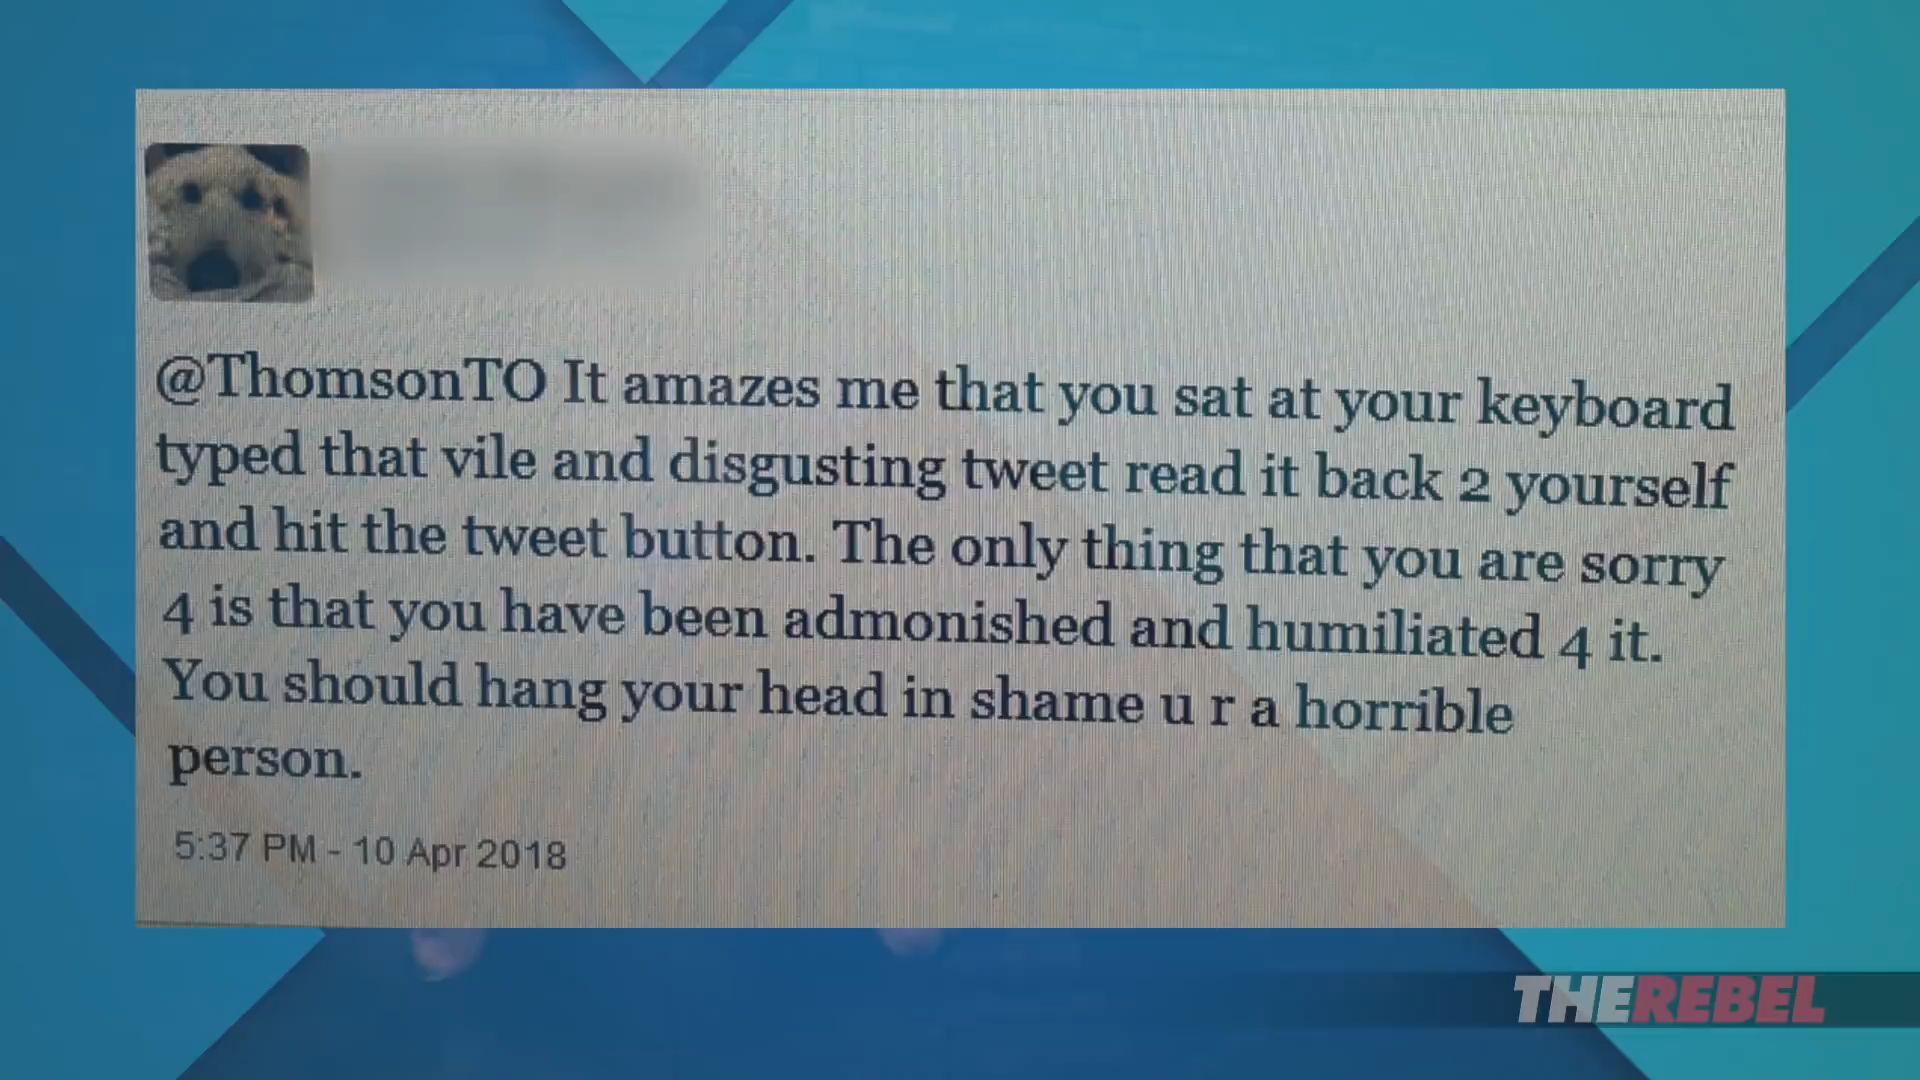 @ThomsonTO It amazes me that you sat at your keyboard
typed that vile and disgusting tweet read it back 2 yourself
and hit the tweet button. The only thing that you are sorry
4 is that you have been admonished and humiliated 4 it.
You should hang your head in shame u r a horrible
person.
5:37 PM - 10 Apr 2018
THEREBEL